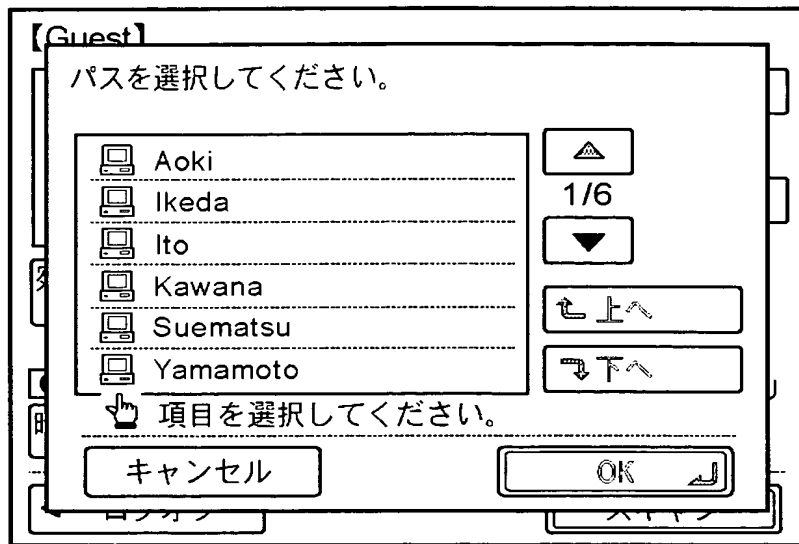 【Guest】
パスを選択してください。
Aoki
Ikeda
Ito
Kawana
Suematsu
Yamamoto
1/6
上へ
下へ
項目を選択してください。
キャンセル
OK